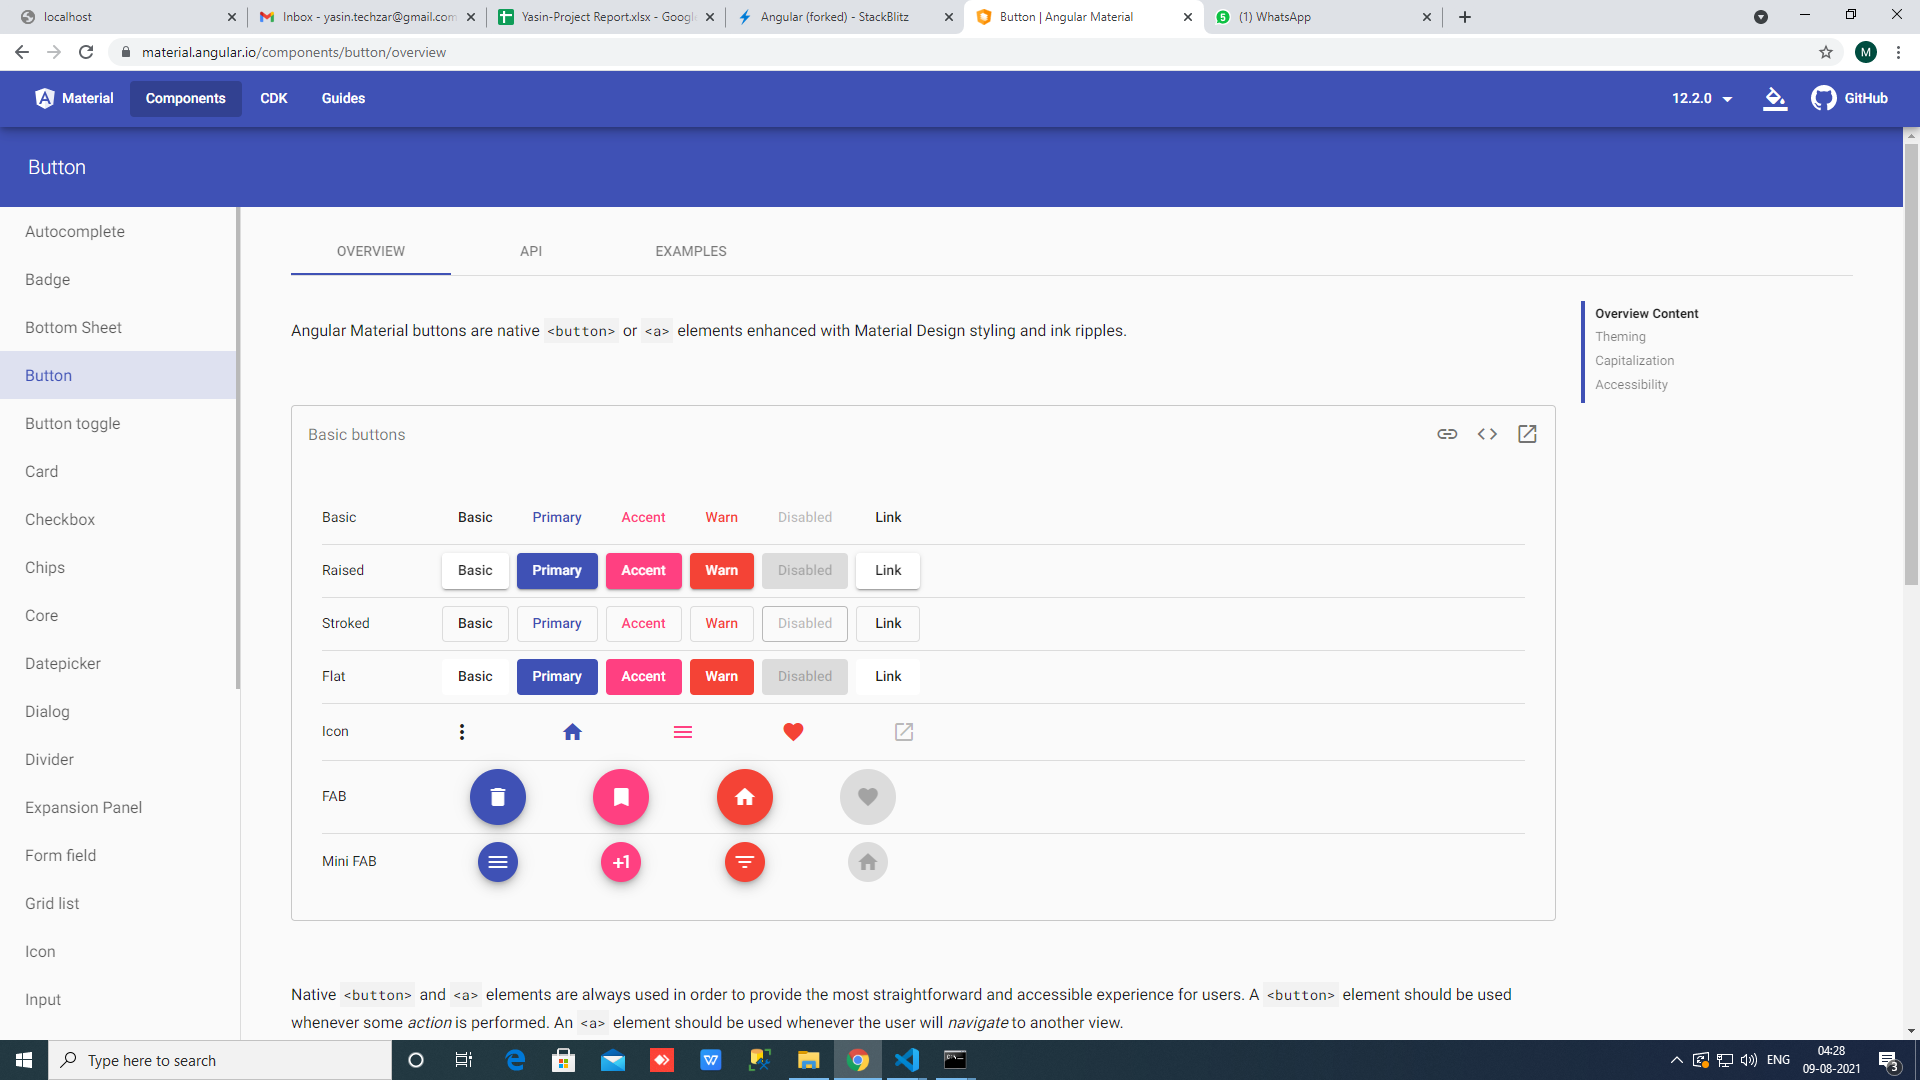 localhost
Inbox - yasin.techzar@gmail.com
Yasin-Project Report.xlsx - Google
Angular (forked) - StackBlitz
Button | Angular Material
(1) WhatsApp
material.angular.io/components/button/overview
M
Material
Components
CDK
Guides
12.2.0
GitHub
Button
Autocomplete
Badge
Bottom Sheet
Button
Button toggle
Card
Checkbox
Chips
Core
Datepicker
Dialog
Divider
Expansion Panel
Form field
Grid list
Icon
Input
OVERVIEW
API
EXAMPLES
Angular Material buttons are native <button> or <a> elements enhanced with Material Design styling and ink ripples.
Overview Content
Theming
Capitalization
Accessibility
Basic buttons
Basic Basic Primary Accent Warn Disabled Link
Raised Basic Primary Accent Warn Disabled Link
Stroked Basic Primary Accent Warn Disabled Link
Flat Basic Primary Accent Warn Disabled Link
Icon
FAB
Mini FAB +1
Native <button> and <a> elements are always used in order to provide the most straightforward and accessible experience for users. A <button> element should be used
whenever some action is performed. An <a> element should be used whenever the user will navigate to another view.
Type here to search
ENG
04:28
09-08-2021
3